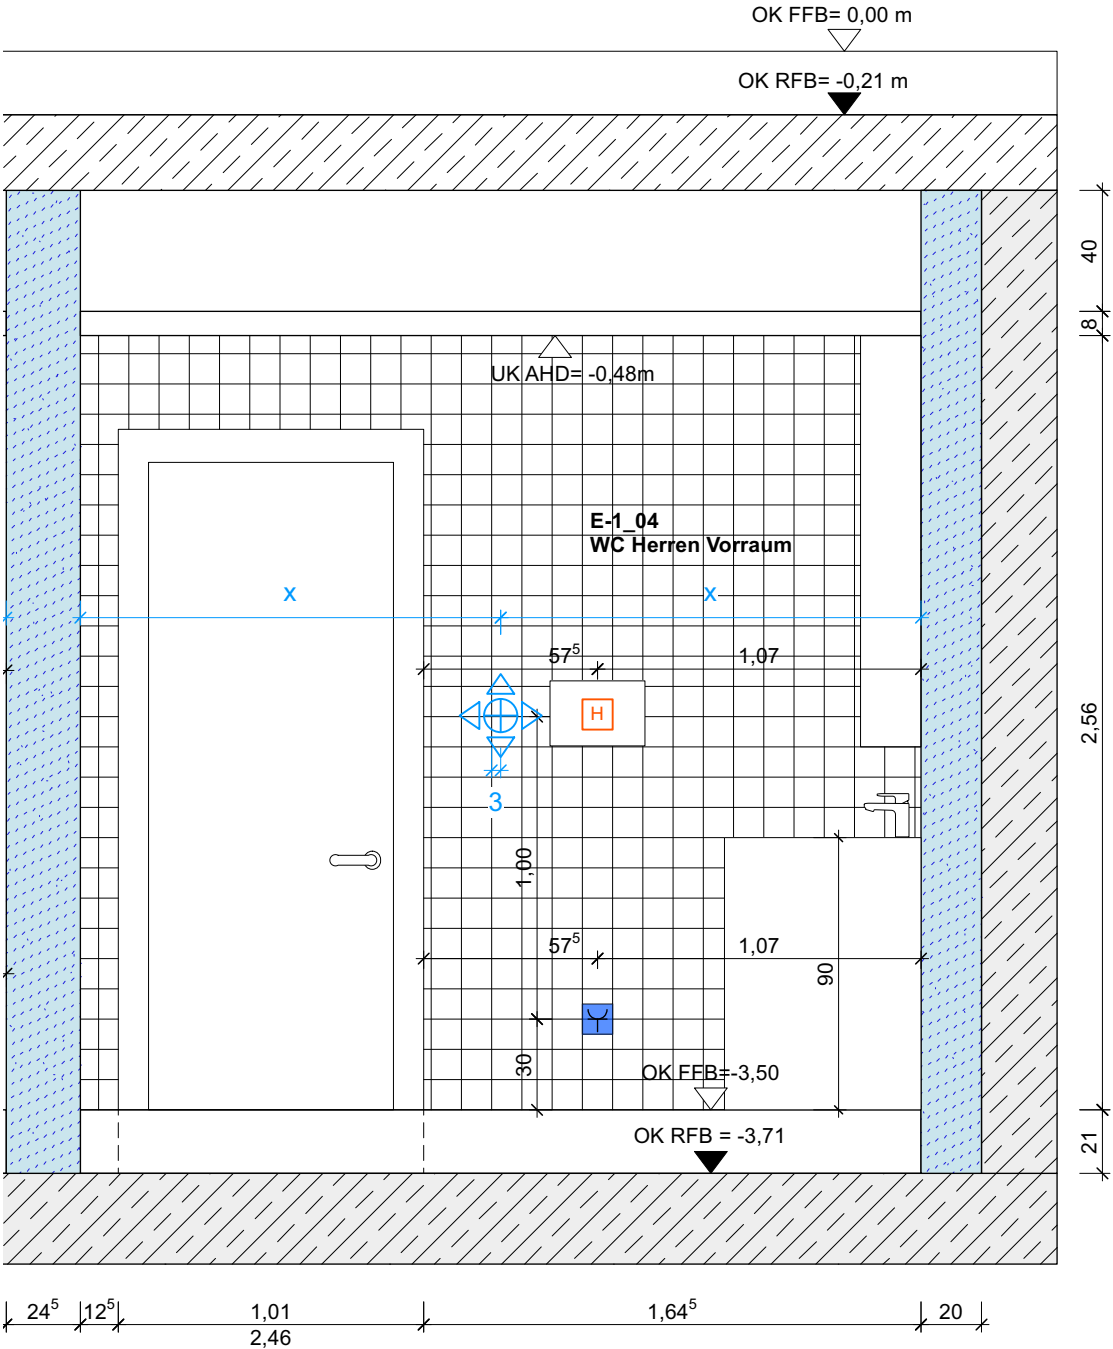 OK FFB= 0,00 m
OK RFB= -0,21 m
40
8
UK AHD= -0,48m
E-1_04
WC Herren Vorraum
x
x
57⁵
1,07
H
2,56
3
1,00
57⁵
1,07
90
30
OK FFB=-3,50
OK RFB = -3,71
21
24⁵
12⁵
1,01
1,64⁵
20
2,46